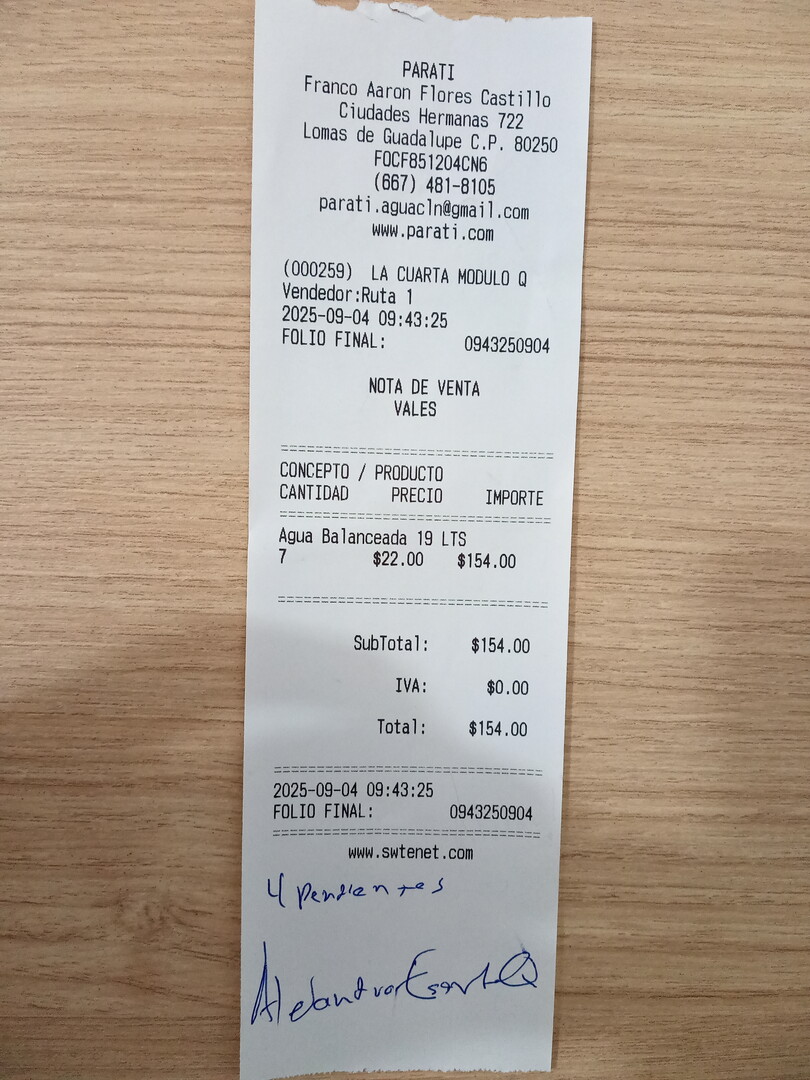 PARATI
Franco Aaron Flores Castillo
Ciudades Hermanas 722
Lomas de Guadalupe C.P. 80250
FOCF851204CN6
(667) 481-8105
parati.aguacln@gmail.com
www.parati.com
(000259) LA CUARTA MODULO Q
Vendedor:Ruta 1
2025-09-04 09:43:25
FOLIO FINAL: 0943250904
NOTA DE VENTA
VALES
CONCEPTO / PRODUCTO
CANTIDAD PRECIO IMPORTE
Agua Balanceada 19 LTS
7 $22.00 $154.00
SubTotal: $154.00
IVA: $0.00
Total: $154.00
2025-09-04 09:43:25
FOLIO FINAL: 0943250904
www.swtenet.com
4 pendientes
Alejandra